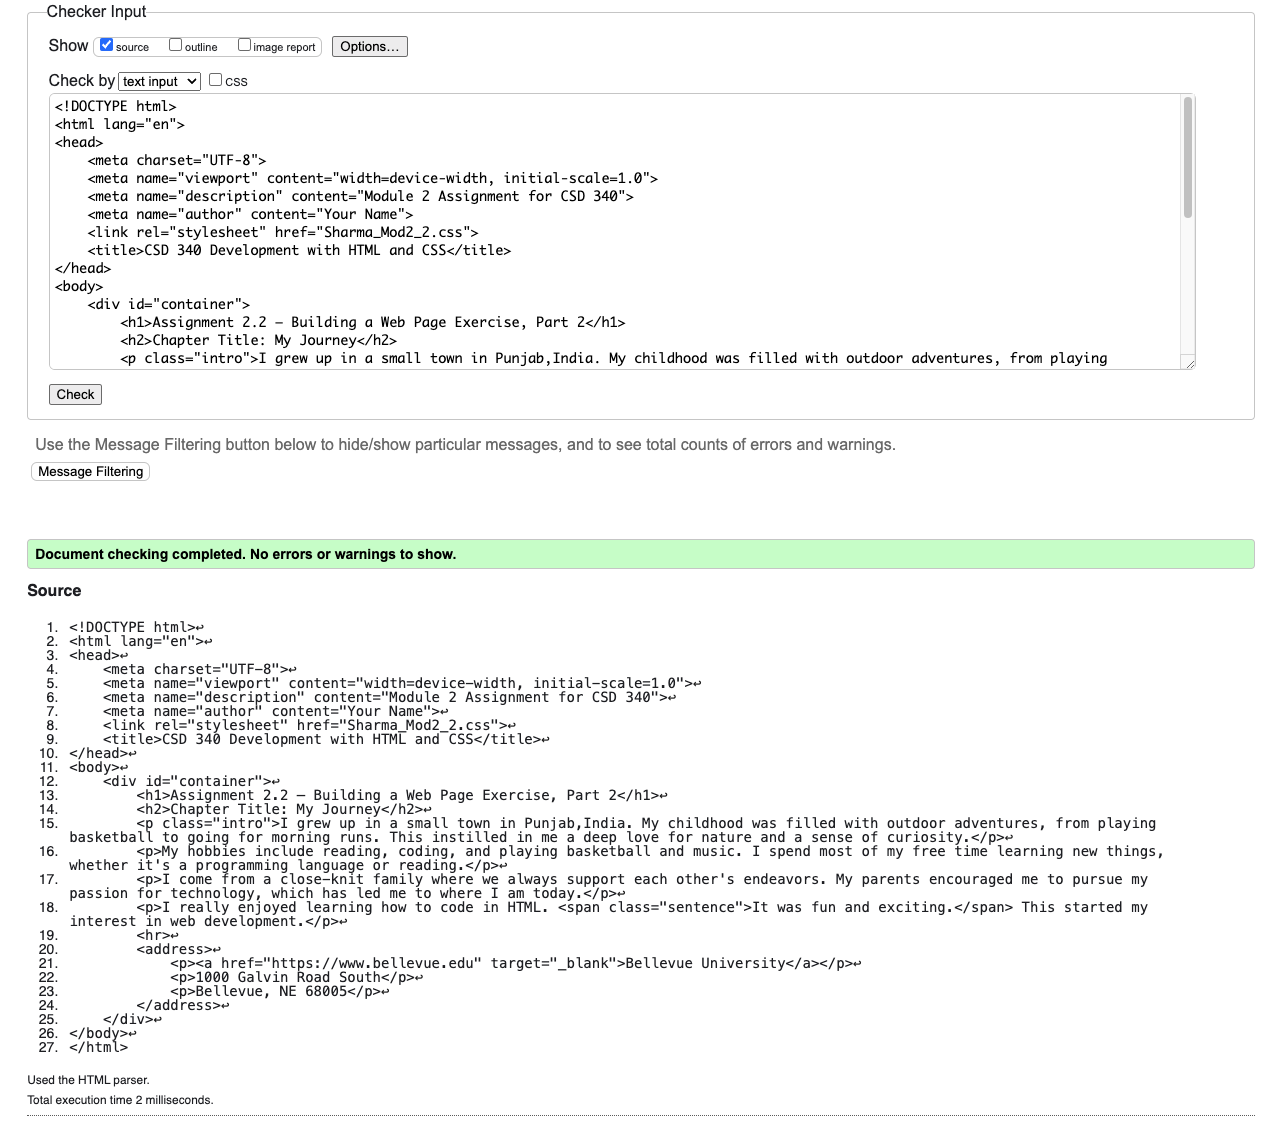 Checker Input
Show source outline image report Options...
Check by text input CSS
<!DOCTYPE html>
<html lang="en">
<head>
    <meta charset="UTF-8">
    <meta name="viewport" content="width=device-width, initial-scale=1.0">
    <meta name="description" content="Module 2 Assignment for CSD 340">
    <meta name="author" content="Your Name">
    <link rel="stylesheet" href="Sharma_Mod2_2.css">
    <title>CSD 340 Development with HTML and CSS</title>
</head>
<body>
    <div id="container">
        <h1>Assignment 2.2 – Building a Web Page Exercise, Part 2</h1>
        <h2>Chapter Title: My Journey</h2>
        <p class="intro">I grew up in a small town in Punjab,India. My childhood was filled with outdoor adventures, from playing
Check
Use the Message Filtering button below to hide/show particular messages, and to see total counts of errors and warnings.
Message Filtering
Document checking completed. No errors or warnings to show.
Source
1. <!DOCTYPE html>↩
2. <html lang="en">↩
3. <head>↩
4.     <meta charset="UTF-8">↩
5.     <meta name="viewport" content="width=device-width, initial-scale=1.0">↩
6.     <meta name="description" content="Module 2 Assignment for CSD 340">↩
7.     <meta name="author" content="Your Name">↩
8.     <link rel="stylesheet" href="Sharma_Mod2_2.css">↩
9.     <title>CSD 340 Development with HTML and CSS</title>↩
10. </head>↩
11. <body>↩
12.     <div id="container">↩
13.         <h1>Assignment 2.2 – Building a Web Page Exercise, Part 2</h1>↩
14.         <h2>Chapter Title: My Journey</h2>↩
15.         <p class="intro">I grew up in a small town in Punjab,India. My childhood was filled with outdoor adventures, from playing
basketball to going for morning runs. This instilled in me a deep love for nature and a sense of curiosity.</p>↩
16.         <p>My hobbies include reading, coding, and playing basketball and music. I spend most of my free time learning new things,
whether it's a programming language or reading.</p>↩
17.         <p>I come from a close-knit family where we always support each other's endeavors. My parents encouraged me to pursue my
passion for technology, which has led me to where I am today.</p>↩
18.         <p>I really enjoyed learning how to code in HTML. <span class="sentence">It was fun and exciting.</span> This started my
interest in web development.</p>↩
19.         <hr>↩
20.         <address>↩
21.             <p><a href="https://www.bellevue.edu" target="_blank">Bellevue University</a></p>↩
22.             <p>1000 Galvin Road South</p>↩
23.             <p>Bellevue, NE 68005</p>↩
24.         </address>↩
25.     </div>↩
26. </body>↩
27. </html>
Used the HTML parser.
Total execution time 2 milliseconds.